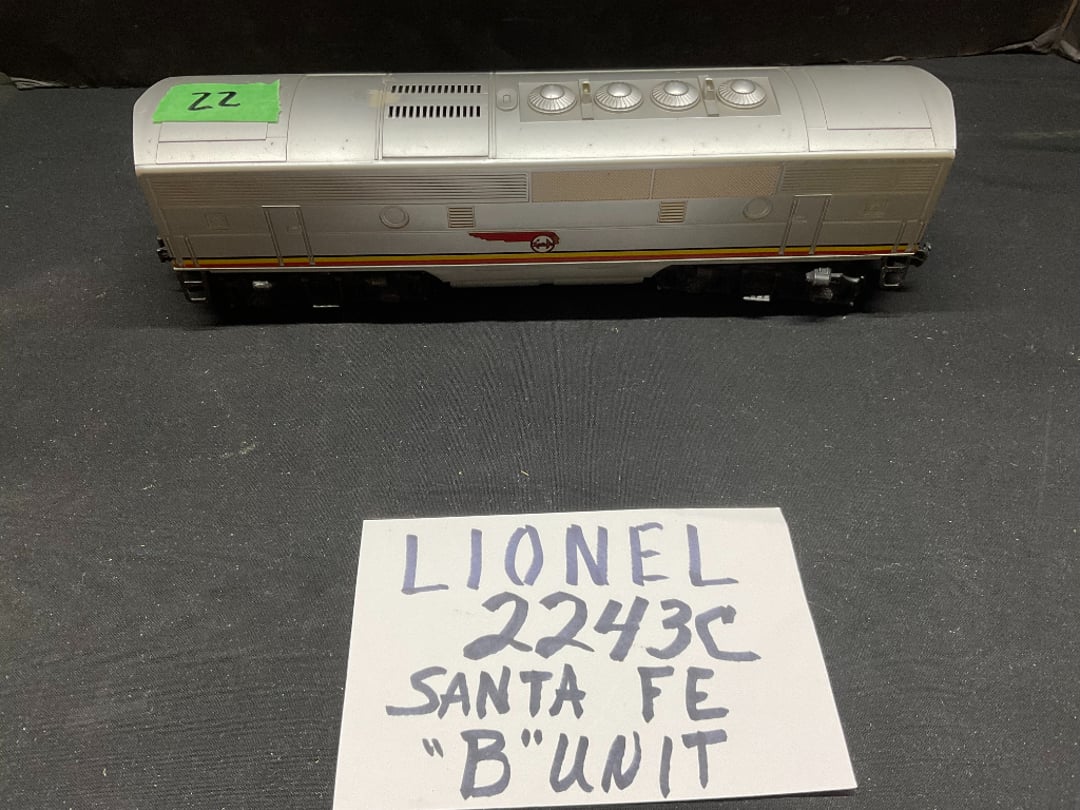 22
LIONEL
2243C
SANTA FE
"B" UNIT